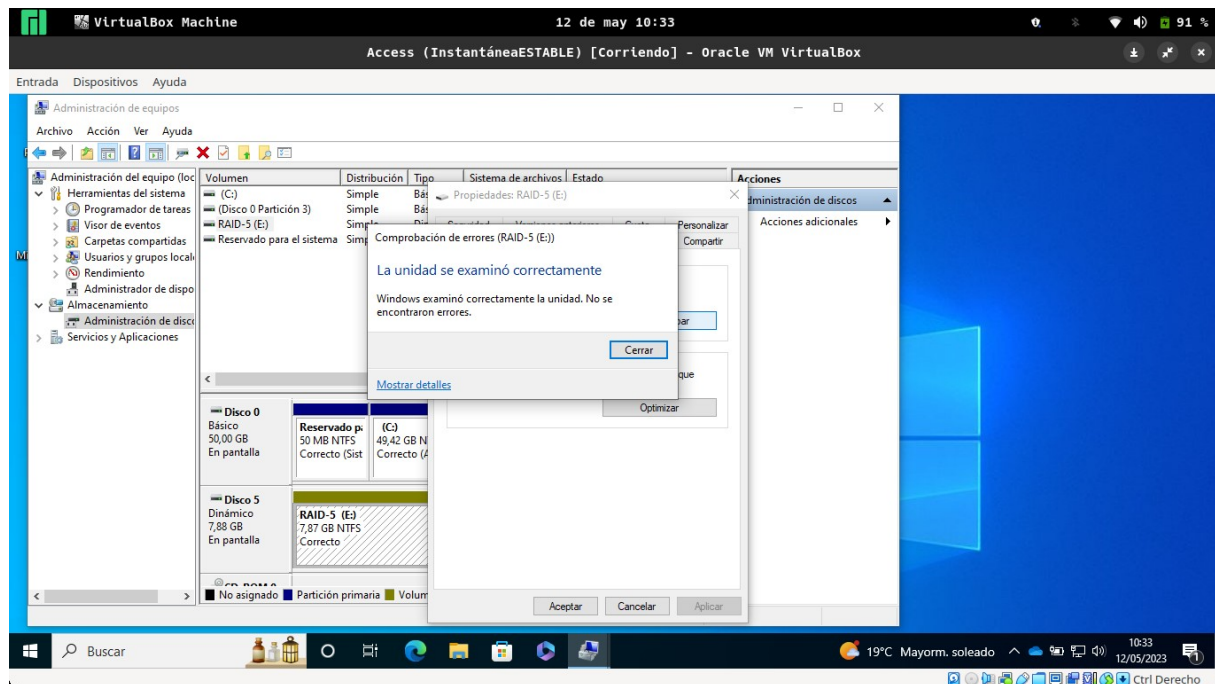 VirtualBox Machine
12 de may 10:33
91 %
Access (InstantáneaESTABLE) [Corriendo] - Oracle VM VirtualBox
Entrada Dispositivos Ayuda
Administración de equipos
Archivo Acción Ver Ayuda
Administración del equipo (loc
Herramientas del sistema
Programador de tareas
Visor de eventos
Carpetas compartidas
Usuarios y grupos local
Rendimiento
Administrador de dispo
Almacenamiento
Administración de disco
Servicios y Aplicaciones
Volumen Distribución Tipo Sistema de archivos Estado
(C:) Simple Bás
(Disco 0 Partición 3) Simple Bás
RAID-5 (E:) Simple
Reservado para el sistema Simp
Propiedades: RAID-5 (E:)
Personalizar
Compartir
Comprobación de errores (RAID-5 (E:))
La unidad se examinó correctamente
Windows examinó correctamente la unidad. No se
encontraron errores.
Cerrar
Mostrar detalles
que
Optimizar
Aceptar Cancelar Aplicar
Acciones
dministración de discos
Acciones adicionales
Disco 0
Básico
50,00 GB
En pantalla
Reservado pa
50 MB NTFS
Correcto (Sist
(C:)
49,42 GB N
Correcto (A
Disco 5
Dinámico
7,88 GB
En pantalla
RAID-5 (E:)
7,87 GB NTFS
Correcto
No asignado Partición primaria Volum
Buscar
19°C Mayorm. soleado
10:33
12/05/2023
Ctrl Derecho